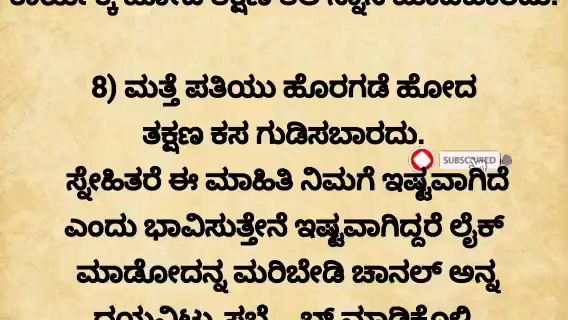 8) ಮತ್ತೆ ಪತಿಯು ಹೊರಗಡೆ ಹೋದ
ತಕ್ಷಣ ಕಸ ಗುಡಿಸಬಾರದು.
SUBSCRIBED
ಸ್ನೇಹಿತರೆ ಈ ಮಾಹಿತಿ ನಿಮಗೆ ಇಷ್ಟವಾಗಿದೆ
ಎಂದು ಭಾವಿಸುತ್ತೇನೆ ಇಷ್ಟವಾಗಿದ್ದರೆ ಲೈಕ್
ಮಾಡೋದನ್ನ ಮರಿಬೇಡಿ ಚಾನಲ್ ಅನ್ನ